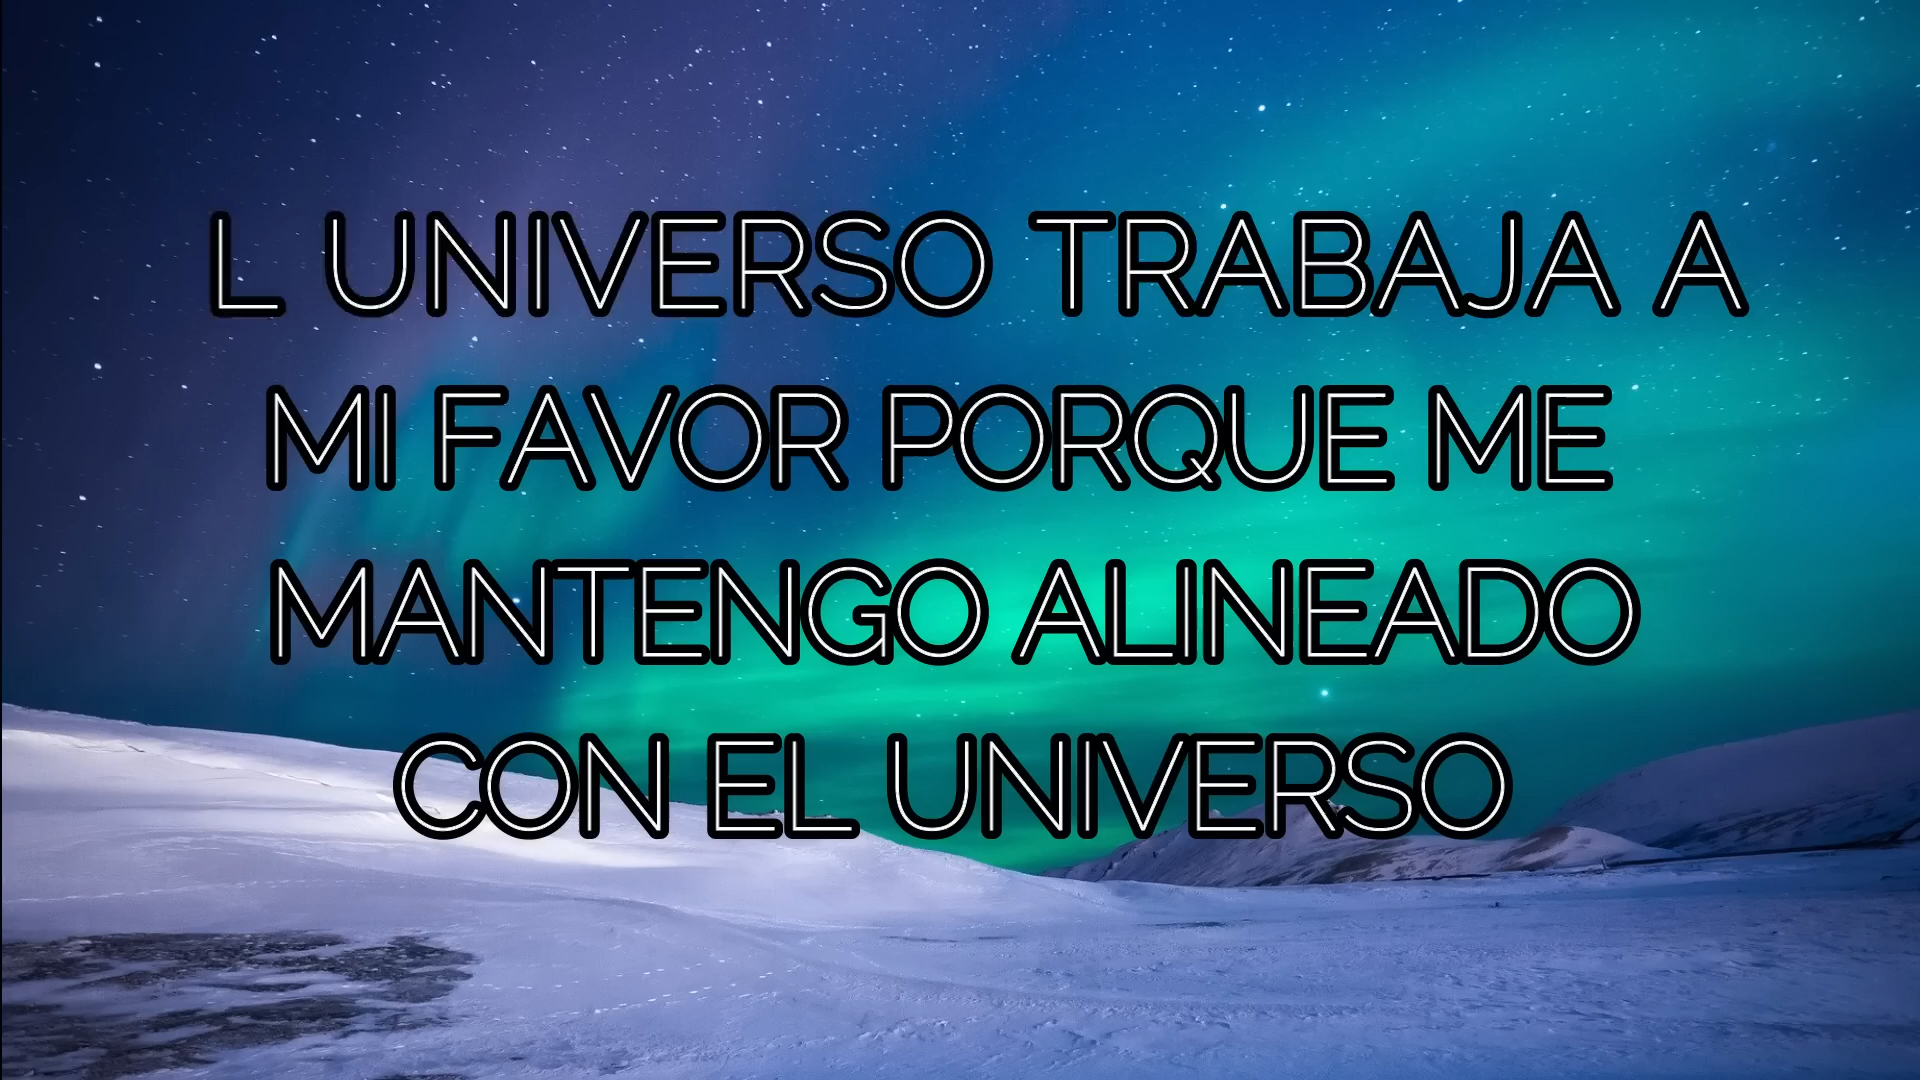 L UNIVERSO TRABAJA A
MI FAVOR PORQUE ME
MANTENGO ALINEADO
CON EL UNIVERSO